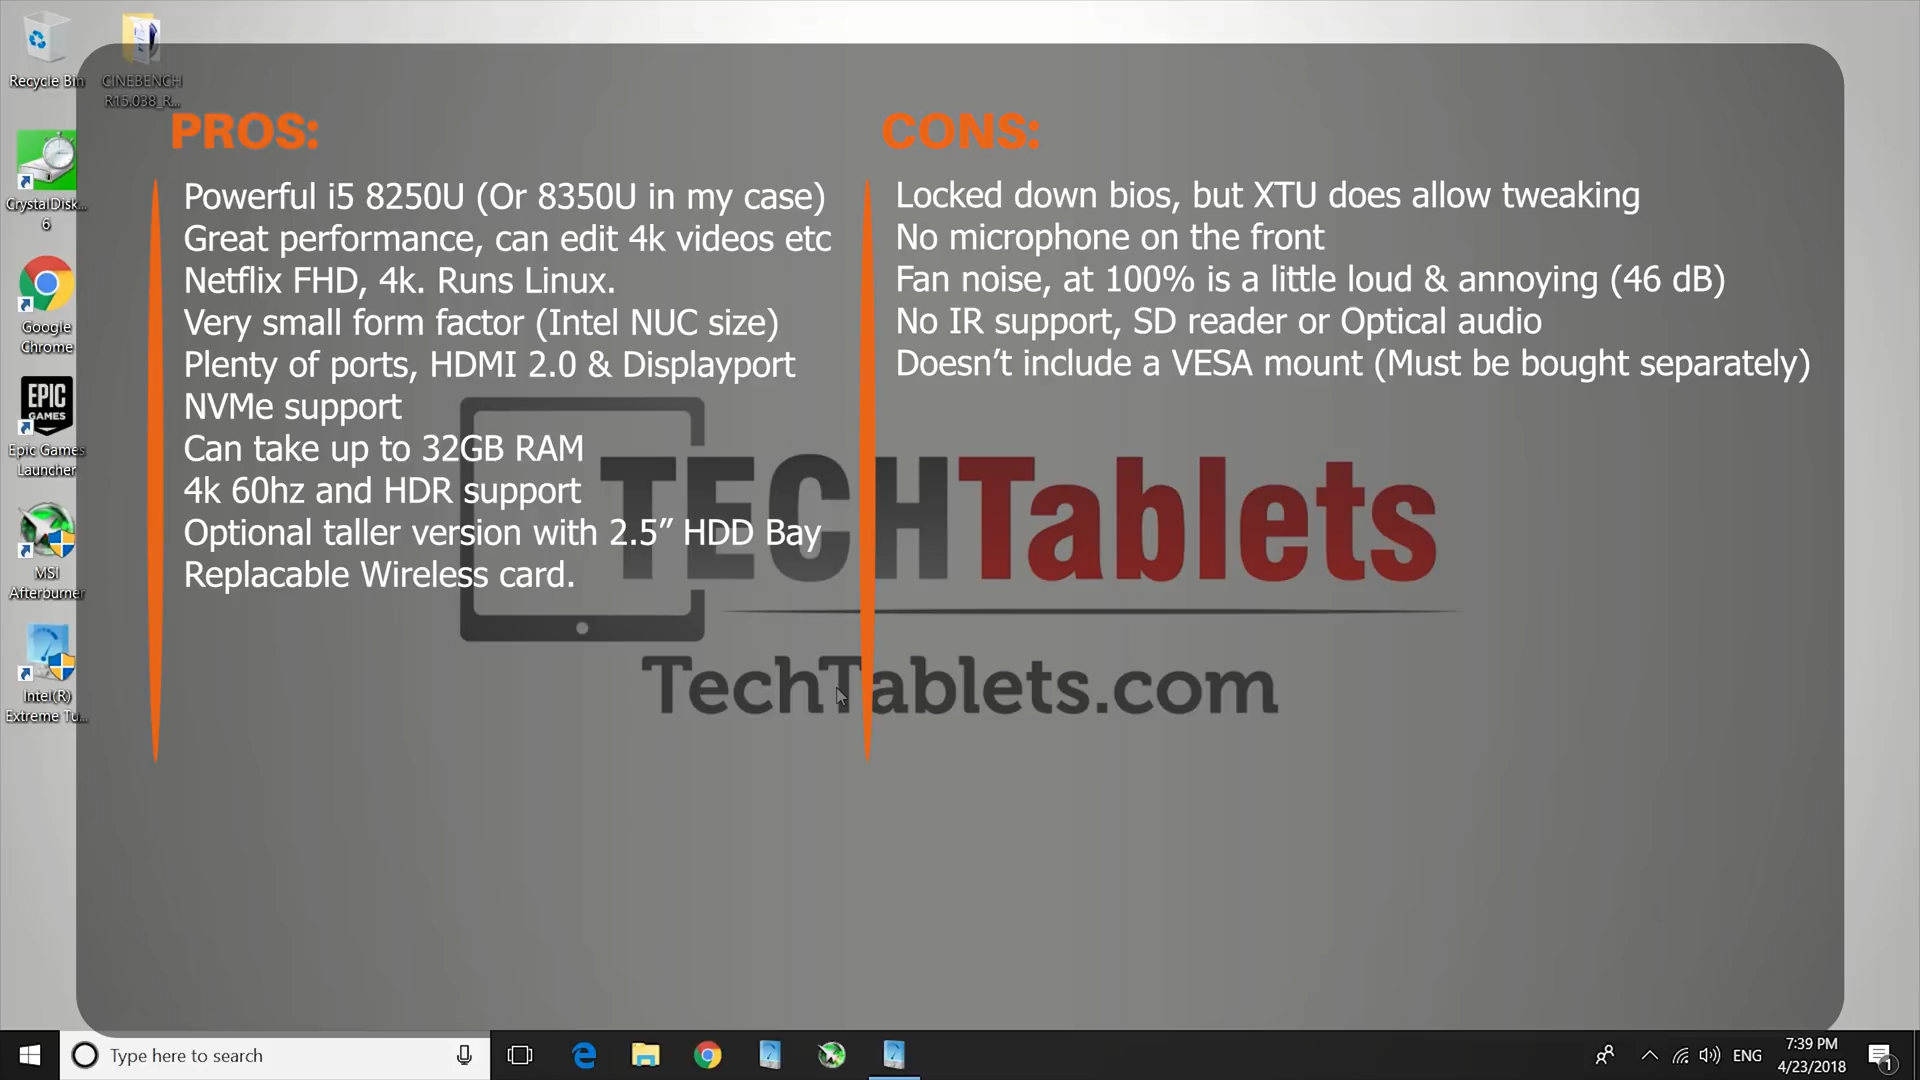 Recycle Bin
CINEBENCH
R15.038_R...
CrystalDisk...
6
Google
Chrome
EPIC
GAMES
Epic Games
Launcher
MSI
Afterburner
Intel(R)
Extreme Tu...
PROS:
Powerful i5 8250U (Or 8350U in my case)
Great performance, can edit 4k videos etc
Netflix FHD, 4k. Runs Linux.
Very small form factor (Intel NUC size)
Plenty of ports, HDMI 2.0 & Displayport
NVMe support
Can take up to 32GB RAM
4k 60hz and HDR support
Optional taller version with 2.5” HDD Bay
Replacable Wireless card.
CONS:
Locked down bios, but XTU does allow tweaking
No microphone on the front
Fan noise, at 100% is a little loud & annoying (46 dB)
No IR support, SD reader or Optical audio
Doesn’t include a VESA mount (Must be bought separately)
TECHTablets
TechTablets.com
Type here to search
ENG
7:39 PM
4/23/2018
1